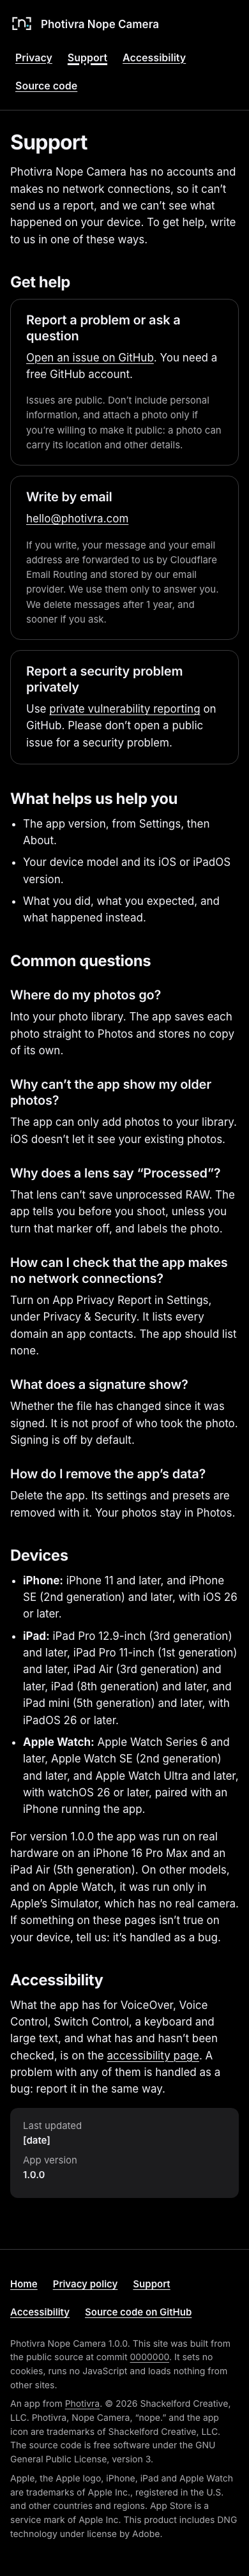 [n.] Photivra Nope Camera
Privacy Support Accessibility
Source code
Support
Photivra Nope Camera has no accounts and
makes no network connections, so it can’t
send us a report, and we can’t see what
happened on your device. To get help, write
to us in one of these ways.
Get help
Report a problem or ask a
question
Open an issue on GitHub. You need a
free GitHub account.
Issues are public. Don’t include personal
information, and attach a photo only if
you’re willing to make it public: a photo can
carry its location and other details.
Write by email
hello@photivra.com
If you write, your message and your email
address are forwarded to us by Cloudflare
Email Routing and stored by our email
provider. We use them only to answer you.
We delete messages after 1 year, and
sooner if you ask.
Report a security problem
privately
Use private vulnerability reporting on
GitHub. Please don’t open a public
issue for a security problem.
What helps us help you
• The app version, from Settings, then
About.
• Your device model and its iOS or iPadOS
version.
• What you did, what you expected, and
what happened instead.
Common questions
Where do my photos go?
Into your photo library. The app saves each
photo straight to Photos and stores no copy
of its own.
Why can’t the app show my older
photos?
The app can only add photos to your library.
iOS doesn’t let it see your existing photos.
Why does a lens say “Processed”?
That lens can’t save unprocessed RAW. The
app tells you before you shoot, unless you
turn that marker off, and labels the photo.
How can I check that the app makes
no network connections?
Turn on App Privacy Report in Settings,
under Privacy & Security. It lists every
domain an app contacts. The app should list
none.
What does a signature show?
Whether the file has changed since it was
signed. It is not proof of who took the photo.
Signing is off by default.
How do I remove the app’s data?
Delete the app. Its settings and presets are
removed with it. Your photos stay in Photos.
Devices
• iPhone: iPhone 11 and later, and iPhone
SE (2nd generation) and later, with iOS 26
or later.
• iPad: iPad Pro 12.9-inch (3rd generation)
and later, iPad Pro 11-inch (1st generation)
and later, iPad Air (3rd generation) and
later, iPad (8th generation) and later, and
iPad mini (5th generation) and later, with
iPadOS 26 or later.
• Apple Watch: Apple Watch Series 6 and
later, Apple Watch SE (2nd generation)
and later, and Apple Watch Ultra and later,
with watchOS 26 or later, paired with an
iPhone running the app.
For version 1.0.0 the app was run on real
hardware on an iPhone 16 Pro Max and an
iPad Air (5th generation). On other models,
and on Apple Watch, it was run only in
Apple’s Simulator, which has no real camera.
If something on these pages isn’t true on
your device, tell us: it’s handled as a bug.
Accessibility
What the app has for VoiceOver, Voice
Control, Switch Control, a keyboard and
large text, and what has and hasn’t been
checked, is on the accessibility page. A
problem with any of them is handled as a
bug: report it in the same way.
Last updated
[date]
App version
1.0.0
Home Privacy policy Support
Accessibility Source code on GitHub
Photivra Nope Camera 1.0.0. This site was built from
the public source at commit 0000000. It sets no
cookies, runs no JavaScript and loads nothing from
other sites.
An app from Photivra. © 2026 Shackelford Creative,
LLC. Photivra, Nope Camera, “nope.” and the app
icon are trademarks of Shackelford Creative, LLC.
The source code is free software under the GNU
General Public License, version 3.
Apple, the Apple logo, iPhone, iPad and Apple Watch
are trademarks of Apple Inc., registered in the U.S.
and other countries and regions. App Store is a
service mark of Apple Inc. This product includes DNG
technology under license by Adobe.